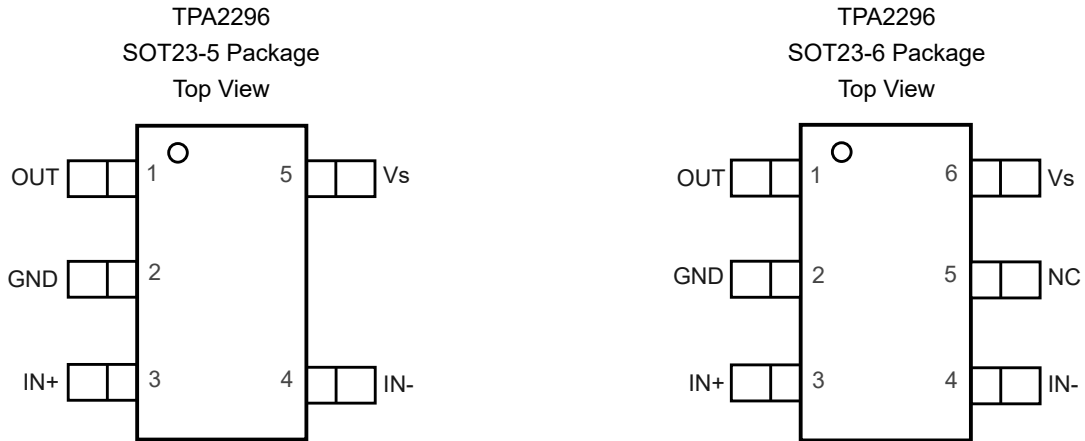 TPA2296
SOT23-5 Package
Top View
OUT 1 5 Vs
GND 2
IN+ 3 4 IN-
TPA2296
SOT23-6 Package
Top View
OUT 1 6 Vs
GND 2 5 NC
IN+ 3 4 IN-